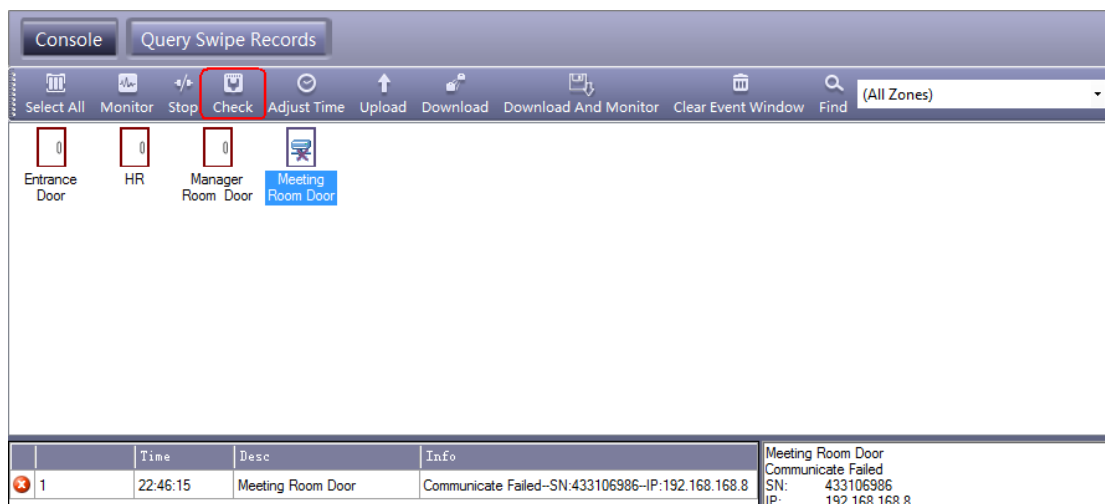 Console Query Swipe Records
Select All Monitor Stop Check Adjust Time Upload Download Download And Monitor Clear Event Window Find (All Zones)
Entrance Door
HR
Manager Room Door
Meeting Room Door
Time Desc Info
1 22:46:15 Meeting Room Door Communicate Failed--SN:433106986--IP:192.168.168.8
Meeting Room Door
Communicate Failed
SN: 433106986
IP: 192.168.168.8